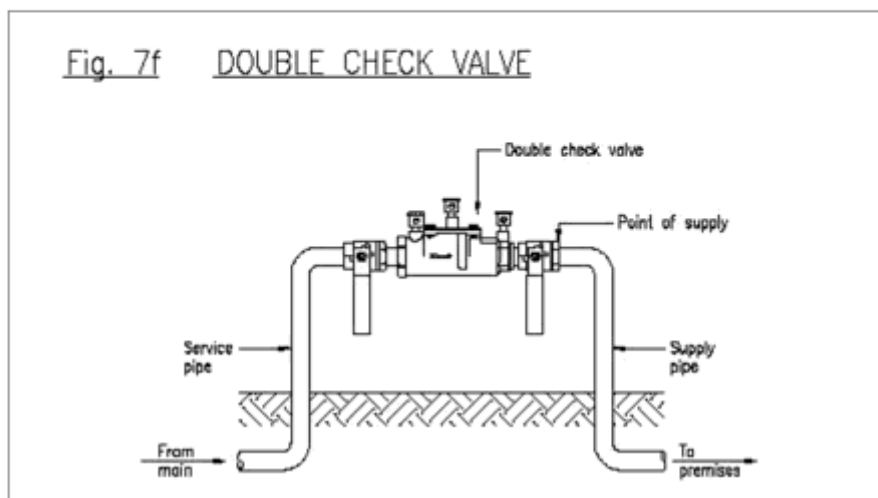 Fig. 7f DOUBLE CHECK VALVE
Double check valve
Point of supply
Service
pipe
Supply
pipe
From
main
To
premises